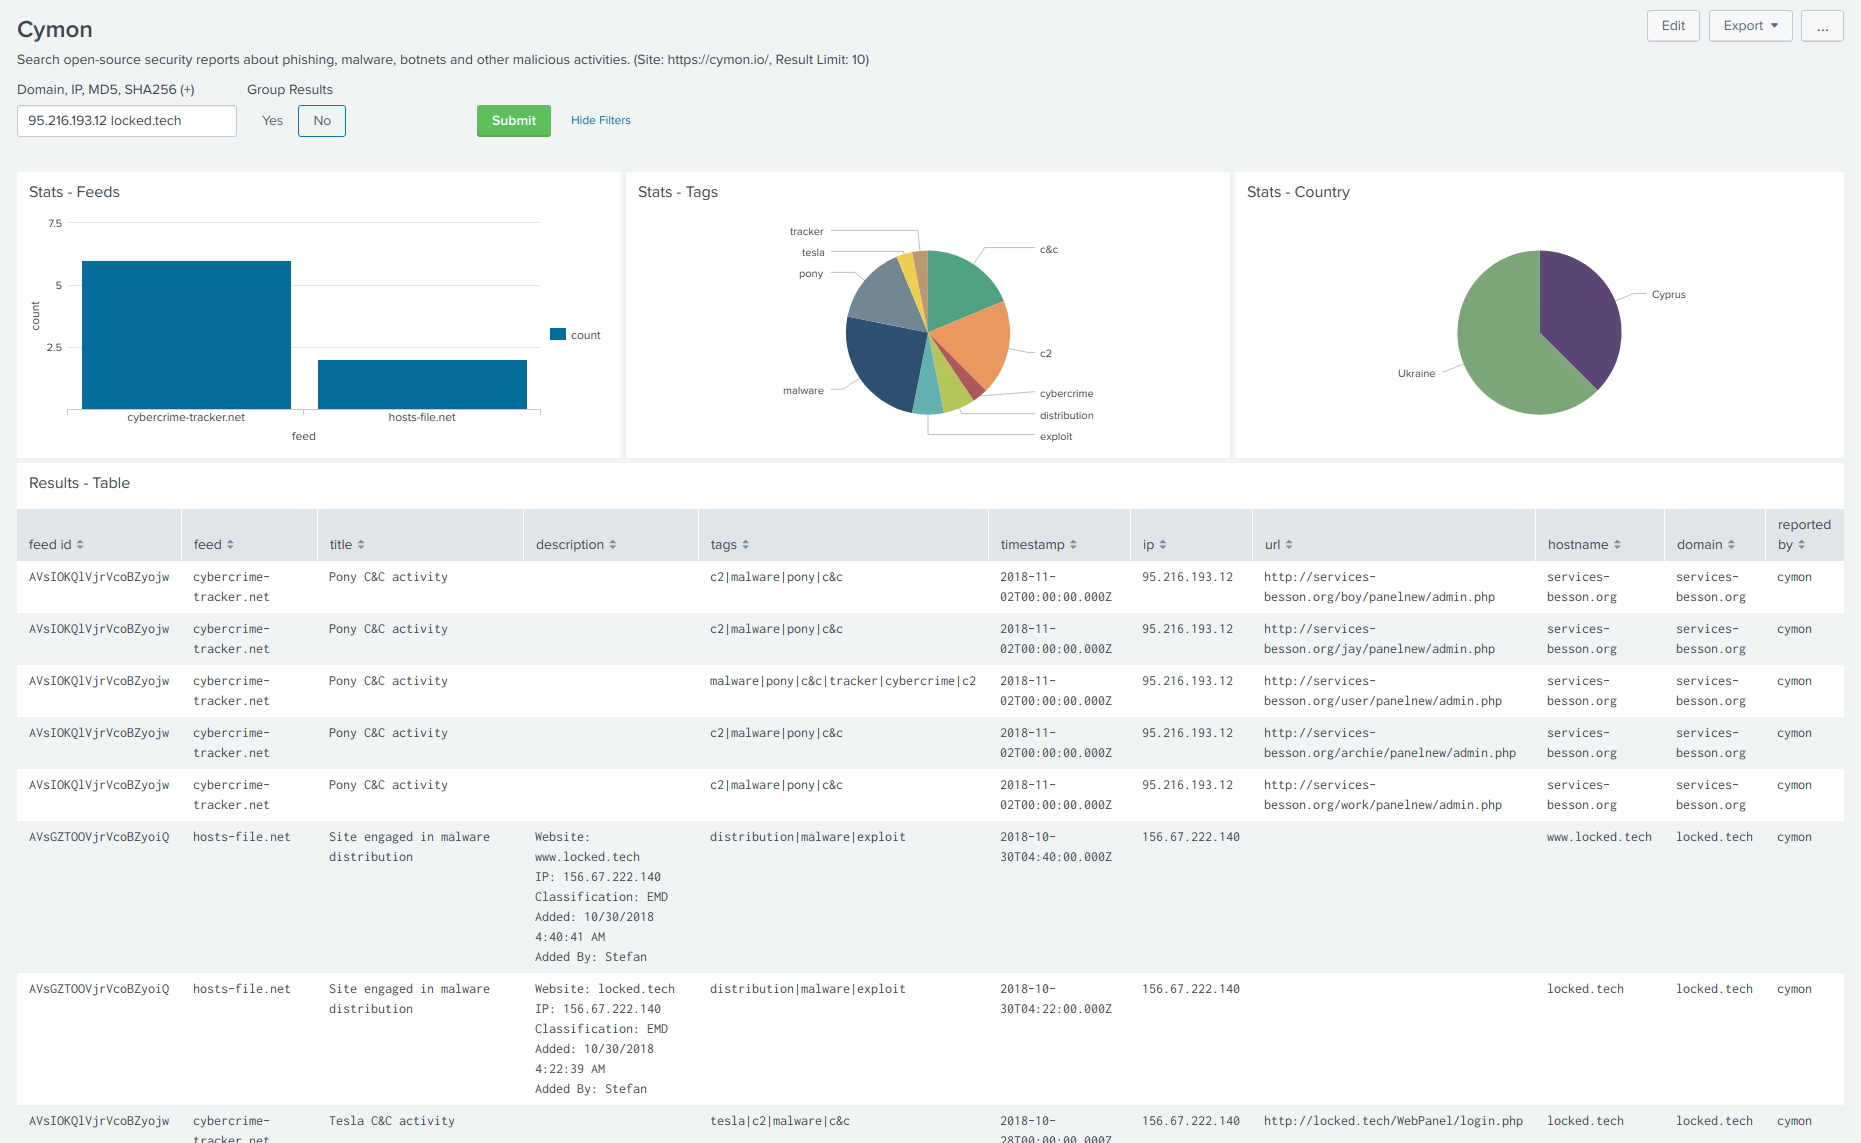 Cymon
Edit
Export
...
Search open-source security reports about phishing, malware, botnets and other malicious activities. (Site: https://cymon.io/, Result Limit: 10)
Domain, IP, MD5, SHA256 (+)
Group Results
95.216.193.12 locked.tech
Yes
No
Submit
Hide Filters
Stats - Feeds
7.5
5
2.5
count
cybercrime-tracker.net
hosts-file.net
feed
count
Stats - Tags
tracker
tesla
pony
malware
c&c
c2
cybercrime
distribution
exploit
Stats - Country
Cyprus
Ukraine
Results - Table
feed id
feed
title
description
tags
timestamp
ip
url
hostname
domain
reported
by
AVsIOKQlVjrVcoBZyojw
cybercrime-
tracker.net
Pony C&C activity
c2|malware|pony|c&c
2018-11-
02T00:00:00.000Z
95.216.193.12
http://services-
besson.org/boy/panelnew/admin.php
services-
besson.org
services-
besson.org
cymon
AVsIOKQlVjrVcoBZyojw
cybercrime-
tracker.net
Pony C&C activity
c2|malware|pony|c&c
2018-11-
02T00:00:00.000Z
95.216.193.12
http://services-
besson.org/jay/panelnew/admin.php
services-
besson.org
services-
besson.org
cymon
AVsIOKQlVjrVcoBZyojw
cybercrime-
tracker.net
Pony C&C activity
malware|pony|c&c|tracker|cybercrime|c2
2018-11-
02T00:00:00.000Z
95.216.193.12
http://services-
besson.org/user/panelnew/admin.php
services-
besson.org
services-
besson.org
cymon
AVsIOKQlVjrVcoBZyojw
cybercrime-
tracker.net
Pony C&C activity
c2|malware|pony|c&c
2018-11-
02T00:00:00.000Z
95.216.193.12
http://services-
besson.org/archie/panelnew/admin.php
services-
besson.org
services-
besson.org
cymon
AVsIOKQlVjrVcoBZyojw
cybercrime-
tracker.net
Pony C&C activity
c2|malware|pony|c&c
2018-11-
02T00:00:00.000Z
95.216.193.12
http://services-
besson.org/work/panelnew/admin.php
services-
besson.org
services-
besson.org
cymon
AVsGZTOOVjrVcoBZyoiQ
hosts-file.net
Site engaged in malware
distribution
Website:
www.locked.tech
IP: 156.67.222.140
Classification: EMD
Added: 10/30/2018
4:40:41 AM
Added By: Stefan
distribution|malware|exploit
2018-10-
30T04:40:00.000Z
156.67.222.140
www.locked.tech
locked.tech
cymon
AVsGZTOOVjrVcoBZyoiQ
hosts-file.net
Site engaged in malware
distribution
Website: locked.tech
IP: 156.67.222.140
Classification: EMD
Added: 10/30/2018
4:22:39 AM
Added By: Stefan
distribution|malware|exploit
2018-10-
30T04:22:00.000Z
156.67.222.140
locked.tech
locked.tech
cymon
AVsIOKQlVjrVcoBZyojw
cybercrime-
tracker.net
Tesla C&C activity
tesla|c2|malware|c&c
2018-10-
28T00:00:00.000Z
156.67.222.140
http://locked.tech/WebPanel/login.php
locked.tech
locked.tech
cymon